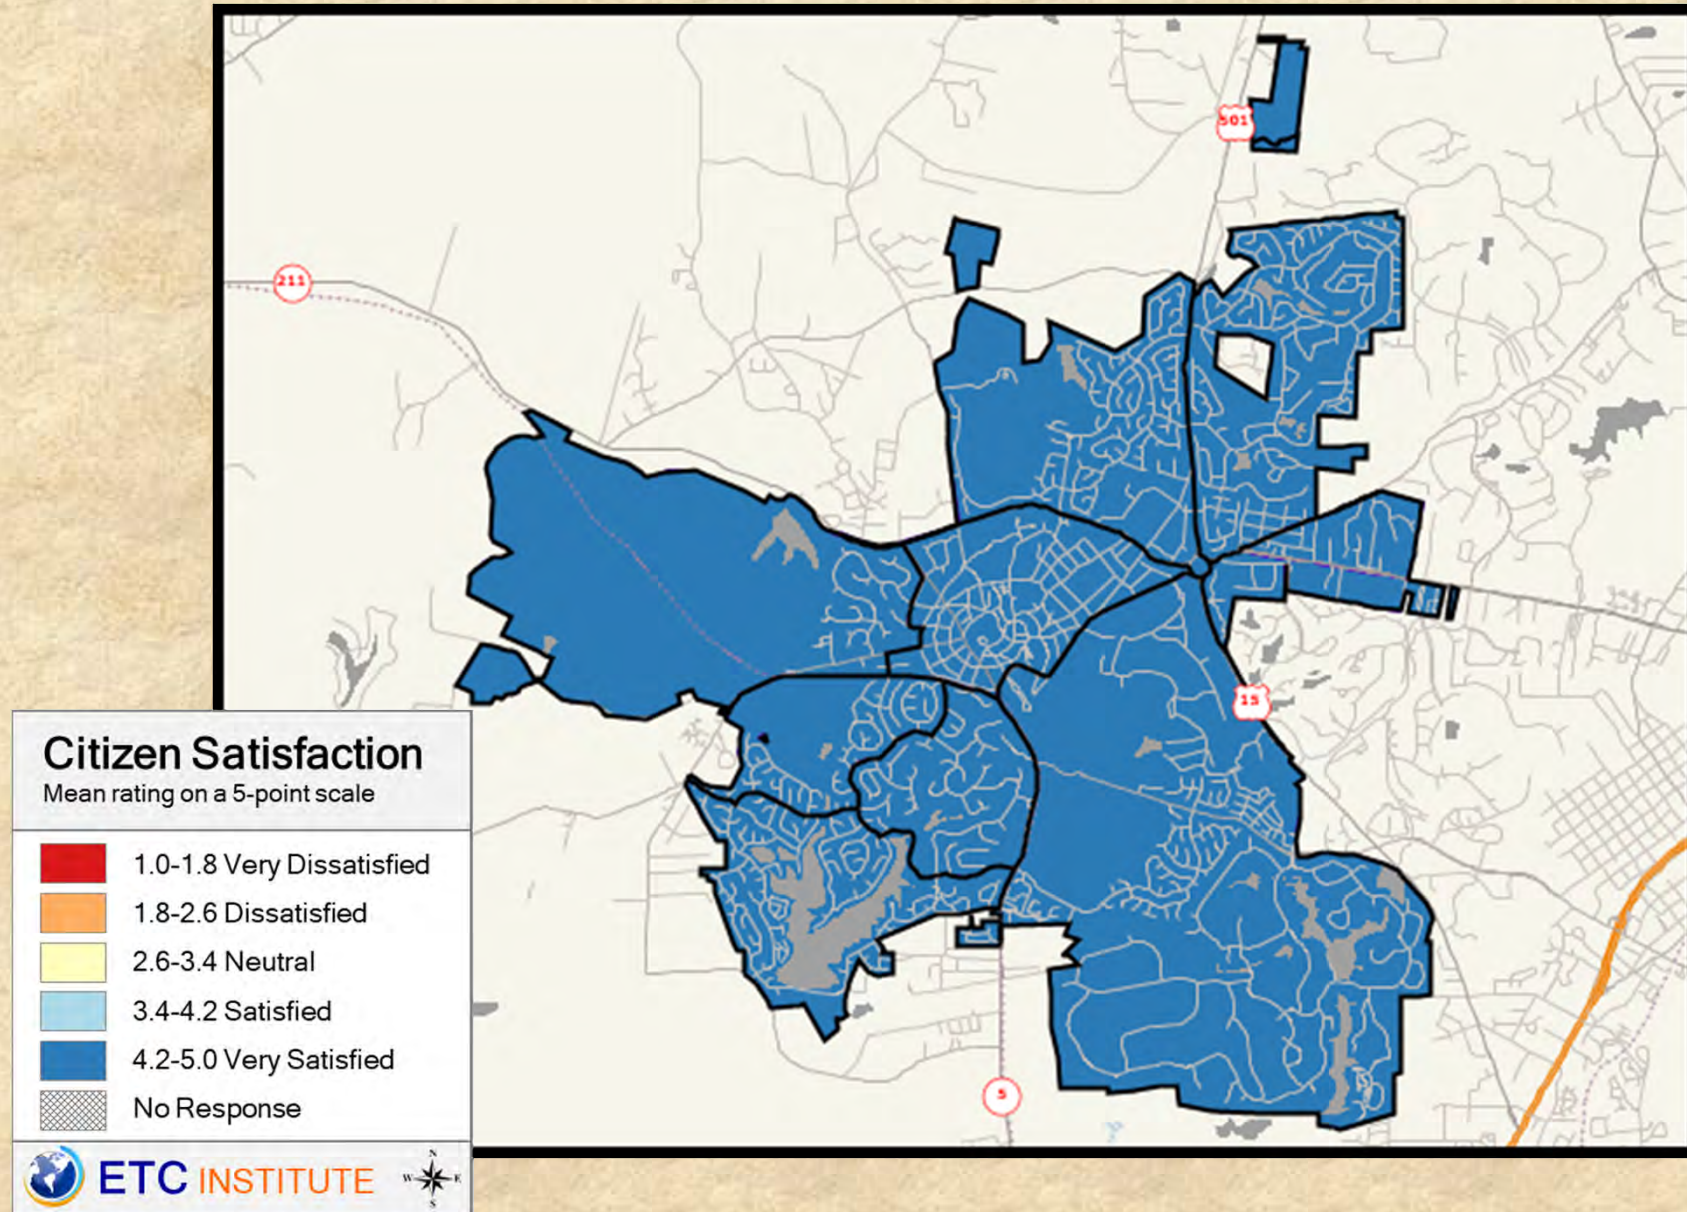 501
211
15
Citizen Satisfaction
Mean rating on a 5-point scale
1.0-1.8 Very Dissatisfied
1.8-2.6 Dissatisfied
2.6-3.4 Neutral
3.4-4.2 Satisfied
4.2-5.0 Very Satisfied
No Response
5
ETC INSTITUTE
N
W E
S